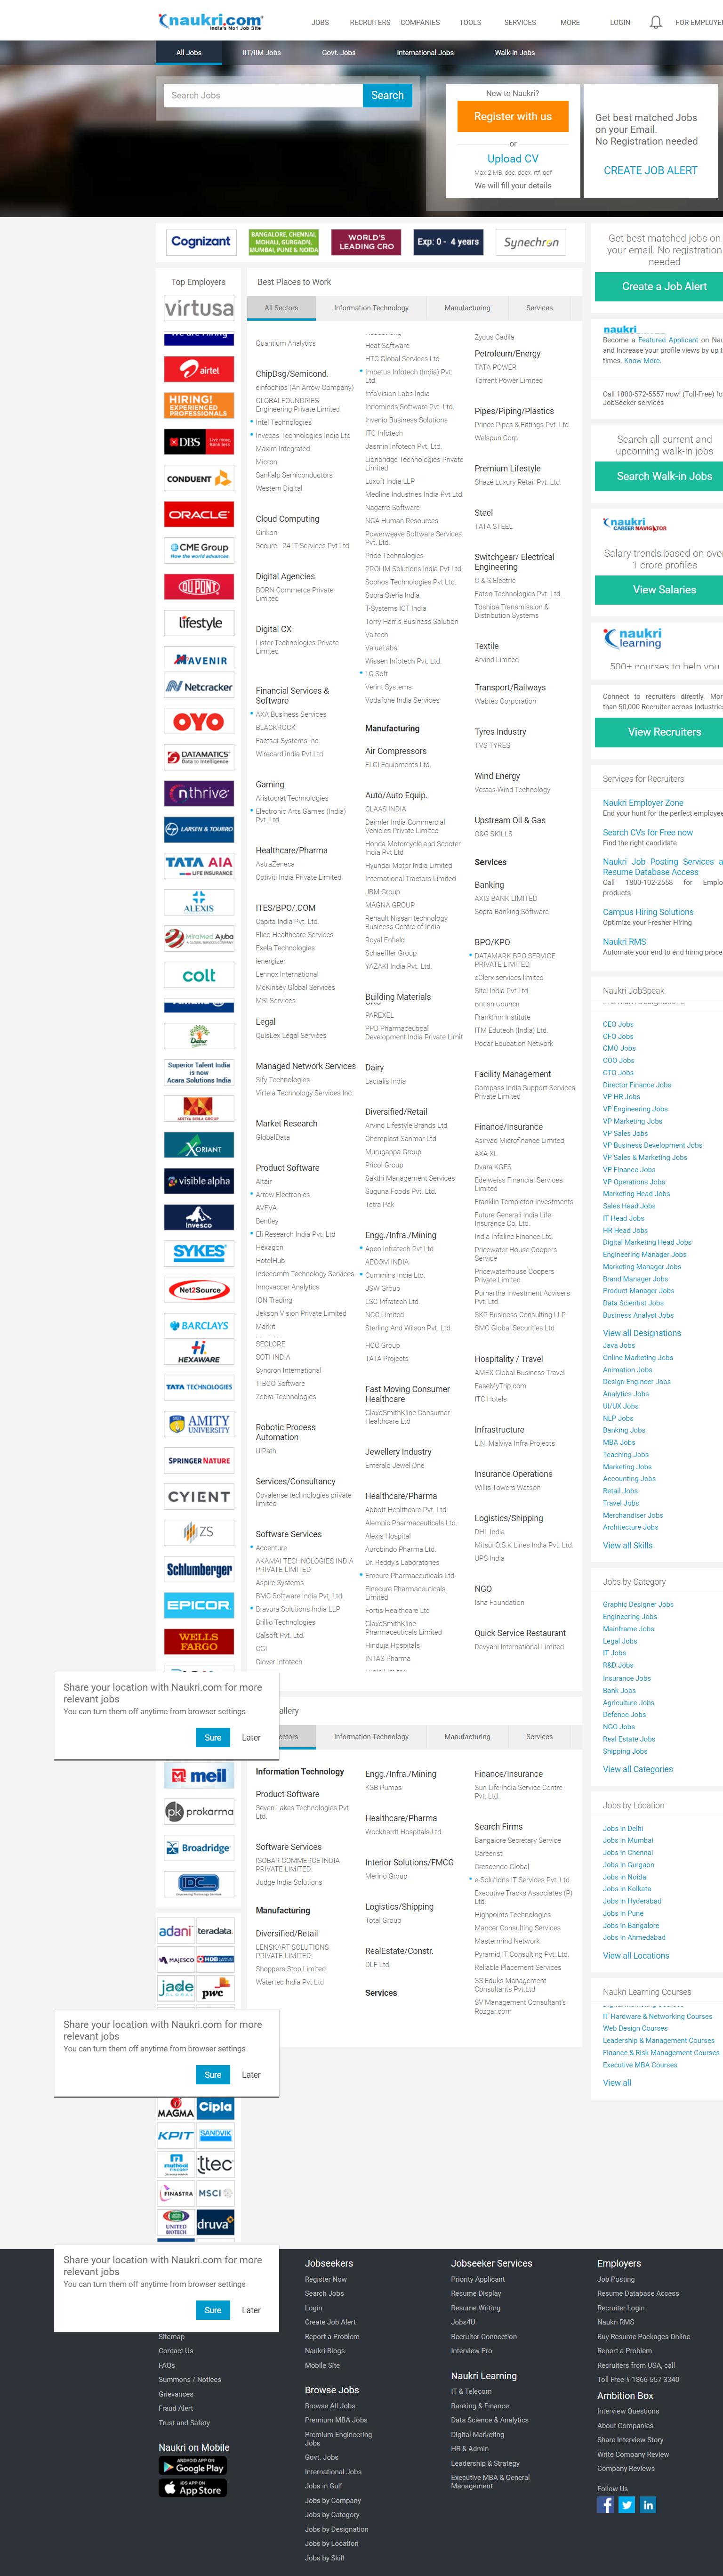 naukri.com
India's No.1 Job Site
JOBS RECRUITERS COMPANIES TOOLS SERVICES MORE LOGIN FOR EMPLOYE
All Jobs IIT/IIM Jobs Govt. Jobs International Jobs Walk-in Jobs
Search Jobs Search
New to Naukri?
Register with us
or
Upload CV
Max 2 MB, doc, docx, rtf, pdf
We will fill your details
Get best matched Jobs
on your Email.
No Registration needed
CREATE JOB ALERT
Cognizant
BANGALORE, CHENNAI,
MOHALI, GURGAON,
MUMBAI, PUNE & NOIDA
WORLD'S
LEADING CRO
Exp: 0 - 4 years
Synechron
Top Employers
virtusa
airtel
HIRING!
EXPERIENCED
PROFESSIONALS
DBS Live more, Bank less
CONDUENT
ORACLE
CME Group
How the world advances
DUPONT
lifestyle
MAVENIR
Netcracker
OYO
DATAMATICS
Data to Intelligence
nthrive
LARSEN & TOUBRO
TATA AIA
LIFE INSURANCE
ALEXIS
MiraMed Ajuba
colt
Dabur
Superior Talent India
is now
Acara Solutions India
ADITYA BIRLA GROUP
XORIANT
visible alpha
Invesco
SYKES
Net2Source
BARCLAYS
HEXAWARE
TATA TECHNOLOGIES
AMITY
UNIVERSITY
SPRINGER NATURE
CYIENT
ZS
Schlumberger
EPICOR
WELLS
FARGO
Best Places to Work
All Sectors Information Technology Manufacturing Services
Quantium Analytics
ChipDsg/Semicond.
einfochips (An Arrow Company)
GLOBALFOUNDRIES
Engineering Private Limited
Intel Technologies
Invecas Technologies India Ltd
Maxim Integrated
Micron
Sankalp Semiconductors
Western Digital
Cloud Computing
Girikon
Secure - 24 IT Services Pvt Ltd
Digital Agencies
BORN Commerce Private
Limited
Digital CX
Lister Technologies Private
Limited
Financial Services &
Software
AXA Business Services
BLACKROCK
Factset Systems Inc.
Wirecard india Pvt Ltd
Gaming
Aristocrat Technologies
Electronic Arts Games (India)
Pvt. Ltd.
Healthcare/Pharma
AstraZeneca
Cotiviti India Private Limited
ITES/BPO/.COM
Capita India Pvt. Ltd.
Elico Healthcare Services
Exela Technologies
ienergizer
Lennox International
McKinsey Global Services
MSI Services
Legal
QuisLex Legal Services
Managed Network Services
Sify Technologies
Virtela Technology Services Inc.
Market Research
GlobalData
Product Software
Altair
Arrow Electronics
AVEVA
Bentley
Eli Research India Pvt. Ltd
Hexagon
HotelHub
Indecomm Technology Services.
Innovaccer Analytics
ION Trading
Jekson Vision Private Limited
Markit
SECLORE
SOTI INDIA
Syncron International
TIBCO Software
Zebra Technologies
Robotic Process
Automation
UiPath
Services/Consultancy
Covalense technologies private
limited
Software Services
Accenture
AKAMAI TECHNOLOGIES INDIA
PRIVATE LIMITED
Aspire Systems
BMC Software India Pvt. Ltd.
Bravura Solutions India LLP
Brillio Technologies
Calsoft Pvt. Ltd.
CGI
Clover Infotech
Heat Software
HTC Global Services Ltd.
Impetus Infotech (India) Pvt.
Ltd.
InfoVision Labs India
Innominds Software Pvt. Ltd.
Invenio Business Solutions
ITC Infotech
Jasmin Infotech Pvt. Ltd.
Lionbridge Technologies Private
Limited
Luxoft India LLP
Medline Industries India Pvt Ltd.
Nagarro Software
NGA Human Resources
Powerweave Software Services
Pvt. Ltd.
Pride Technologies
PROLIM Solutions India Pvt Ltd
Sophos Technologies Pvt Ltd.
Sopra Steria India
T-Systems ICT India
Torry Harris Business Solution
Valtech
ValueLabs
Wissen Infotech Pvt. Ltd.
LG Soft
Verint Systems
Vodafone India Services
Manufacturing
Air Compressors
ELGI Equipments Ltd.
Auto/Auto Equip.
CLAAS INDIA
Daimler India Commercial
Vehicles Private Limited
Honda Motorcycle and Scooter
India Pvt Ltd
Hyundai Motor India Limited
International Tractors Limited
JBM Group
MAGNA GROUP
Renault Nissan technology
Business Centre of India
Royal Enfield
Schaeffler Group
YAZAKI India Pvt. Ltd.
Building Materials
PAREXEL
PPD Pharmaceutical
Development India Private Limit
Dairy
Lactalis India
Diversified/Retail
Arvind Lifestyle Brands Ltd.
Chemplast Sanmar Ltd
Murugappa Group
Pricol Group
Sakthi Management Services
Suguna Foods Pvt. Ltd.
Tetra Pak
Engg./Infra./Mining
Apco Infratech Pvt Ltd
AECOM INDIA
Cummins India Ltd.
JSW Group
LSC Infratech Ltd.
NCC Limited
Sterling And Wilson Pvt. Ltd.
HCC Group
TATA Projects
Fast Moving Consumer
Healthcare
GlaxoSmithKline Consumer
Healthcare Ltd
Jewellery Industry
Emerald Jewel One
Healthcare/Pharma
Abbott Healthcare Pvt. Ltd.
Alembic Pharmaceuticals Ltd.
Alexis Hospital
Aurobindo Pharma Ltd.
Dr. Reddy's Laboratories
Emcure Pharmaceuticals Ltd
Finecure Pharmaceuticals
Limited
Fortis Healthcare Ltd
GlaxoSmithKline
Pharmaceuticals Limited
Hinduja Hospitals
INTAS Pharma
Zydus Cadila
Petroleum/Energy
TATA POWER
Torrent Power Limited
Pipes/Piping/Plastics
Prince Pipes & Fittings Pvt. Ltd.
Welspun Corp
Premium Lifestyle
Shazé Luxury Retail Pvt. Ltd.
Steel
TATA STEEL
Switchgear/ Electrical
Engineering
C & S Electric
Eaton Technologies Pvt. Ltd.
Toshiba Transmission &
Distribution Systems
Textile
Arvind Limited
Transport/Railways
Wabtec Corporation
Tyres Industry
TVS TYRES
Wind Energy
Vestas Wind Technology
Upstream Oil & Gas
O&G SKILLS
Services
Banking
AXIS BANK LIMITED
Sopra Banking Software
BPO/KPO
DATAMARK BPO SERVICE
PRIVATE LIMITED
eClerx services limited
Sitel India Pvt Ltd
British Council
Frankfinn Institute
ITM Edutech (India) Ltd.
Podar Education Network
Facility Management
Compass India Support Services
Private Limited
Finance/Insurance
Asirvad Microfinance Limited
AXA XL
Dvara KGFS
Edelweiss Financial Services
Limited
Franklin Templeton Investments
Future Generali India Life
Insurance Co. Ltd.
India Infoline Finance Ltd.
Pricewater House Coopers
Service
Pricewaterhouse Coopers
Private Limited
Purnartha Investment Advisers
Pvt. Ltd.
SKP Business Consulting LLP
SMC Global Securities Ltd
Hospitality / Travel
AMEX Global Business Travel
EaseMyTrip.com
ITC Hotels
Infrastructure
L.N. Malviya Infra Projects
Insurance Operations
Willis Towers Watson
Logistics/Shipping
DHL India
Mitsui O.S.K Lines India Pvt. Ltd.
UPS India
NGO
Isha Foundation
Quick Service Restaurant
Devyani International Limited
Get best matched jobs on
your email. No registration
needed
Create a Job Alert
naukri
Become a Featured Applicant on Nau
and Increase your profile views by up t
times. Know More.
Call 1800-572-5557 now! (Toll-Free) fo
JobSeeker services
Search all current and
upcoming walk-in jobs
Search Walk-in Jobs
naukri
CAREER NAVIGATOR
Salary trends based on over
1 crore profiles
View Salaries
naukri
learning
500+ courses to help you
Connect to recruiters directly. Mor
than 50,000 Recruiter across Industrie
View Recruiters
Services for Recruiters
Naukri Employer Zone
End your hunt for the perfect employee
Search CVs for Free now
Find the right candidate
Naukri Job Posting Services a
Resume Database Access
Call 1800-102-2558 for Emplo
products
Campus Hiring Solutions
Optimize your Fresher Hiring
Naukri RMS
Automate your end to end hiring proce
Naukri JobSpeak
CEO Jobs
CFO Jobs
CMO Jobs
COO Jobs
CTO Jobs
Director Finance Jobs
VP HR Jobs
VP Engineering Jobs
VP Marketing Jobs
VP Sales Jobs
VP Business Development Jobs
VP Sales & Marketing Jobs
VP Finance Jobs
VP Operations Jobs
Marketing Head Jobs
Sales Head Jobs
IT Head Jobs
HR Head Jobs
Digital Marketing Head Jobs
Engineering Manager Jobs
Marketing Manager Jobs
Brand Manager Jobs
Product Manager Jobs
Data Scientist Jobs
Business Analyst Jobs
View all Designations
Java Jobs
Online Marketing Jobs
Animation Jobs
Design Engineer Jobs
Analytics Jobs
UI/UX Jobs
NLP Jobs
Banking Jobs
MBA Jobs
Teaching Jobs
Marketing Jobs
Accounting Jobs
Retail Jobs
Travel Jobs
Merchandiser Jobs
Architecture Jobs
View all Skills
Jobs by Category
Graphic Designer Jobs
Engineering Jobs
Mainframe Jobs
Legal Jobs
IT Jobs
R&D Jobs
Insurance Jobs
Bank Jobs
Agriculture Jobs
Defence Jobs
NGO Jobs
Real Estate Jobs
Shipping Jobs
View all Categories
Jobs by Location
Jobs in Delhi
Jobs in Mumbai
Jobs in Chennai
Jobs in Gurgaon
Jobs in Noida
Jobs in Kolkata
Jobs in Hyderabad
Jobs in Pune
Jobs in Bangalore
Jobs in Ahmedabad
View all Locations
Naukri Learning Courses
IT Hardware & Networking Courses
Web Design Courses
Leadership & Management Courses
Finance & Risk Management Courses
Executive MBA Courses
View all
Share your location with Naukri.com for more
relevant jobs
You can turn them off anytime from browser settings
Sure Later
allery
ectors Information Technology Manufacturing Services
meil
prokarma
Broadridge
IDC
adani teradata.
MAJESCO HDB
jade
GLOBAL
pwc
Information Technology
Product Software
Seven Lakes Technologies Pvt.
Ltd.
Software Services
ISOBAR COMMERCE INDIA
PRIVATE LIMITED
Judge India Solutions
Manufacturing
Diversified/Retail
LENSKART SOLUTIONS
PRIVATE LIMITED
Shoppers Stop Limited
Watertec India Pvt Ltd
Engg./Infra./Mining
KSB Pumps
Healthcare/Pharma
Wockhardt Hospitals Ltd.
Interior Solutions/FMCG
Merino Group
Logistics/Shipping
Total Group
RealEstate/Constr.
DLF Ltd.
Services
Finance/Insurance
Sun Life India Service Centre
Pvt. Ltd.
Search Firms
Bangalore Secretary Service
Careerist
Crescendo Global
e-Solutions IT Services Pvt. Ltd.
Executive Tracks Associates (P)
Ltd.
Highpoints Technologies
Mancer Consulting Services
Mastermind Network
Pyramid IT Consulting Pvt. Ltd.
Reliable Placement Services
SS Eduks Management
Consultants Pvt.Ltd
SV Management Consultant's
Rozgar.com
Share your location with Naukri.com for more
relevant jobs
You can turn them off anytime from browser settings
Sure Later
MAGMA Cipla
KPIT SANDVIK
muthoot
FINCORP
ttec
FINASTRA MSCI
UNITED
BIOTECH
druva
Share your location with Naukri.com for more
relevant jobs
You can turn them off anytime from browser settings
Sure Later
Sitemap
Contact Us
FAQs
Summons / Notices
Grievances
Fraud Alert
Trust and Safety
Naukri on Mobile
ANDROID APP ON
Google Play
IOS APP ON
App Store
Jobseekers
Register Now
Search Jobs
Login
Create Job Alert
Report a Problem
Naukri Blogs
Mobile Site
Browse Jobs
Browse All Jobs
Premium MBA Jobs
Premium Engineering
Jobs
Govt. Jobs
International Jobs
Jobs in Gulf
Jobs by Company
Jobs by Category
Jobs by Designation
Jobs by Location
Jobs by Skill
Jobseeker Services
Priority Applicant
Resume Display
Resume Writing
Jobs4U
Recruiter Connection
Interview Pro
Naukri Learning
IT & Telecom
Banking & Finance
Data Science & Analytics
Digital Marketing
HR & Admin
Leadership & Strategy
Executive MBA & General
Management
Employers
Job Posting
Resume Database Access
Recruiter Login
Naukri RMS
Buy Resume Packages Online
Report a Problem
Recruiters from USA, call
Toll Free # 1866-557-3340
Ambition Box
Interview Questions
About Companies
Share Interview Story
Write Company Review
Company Reviews
Follow Us